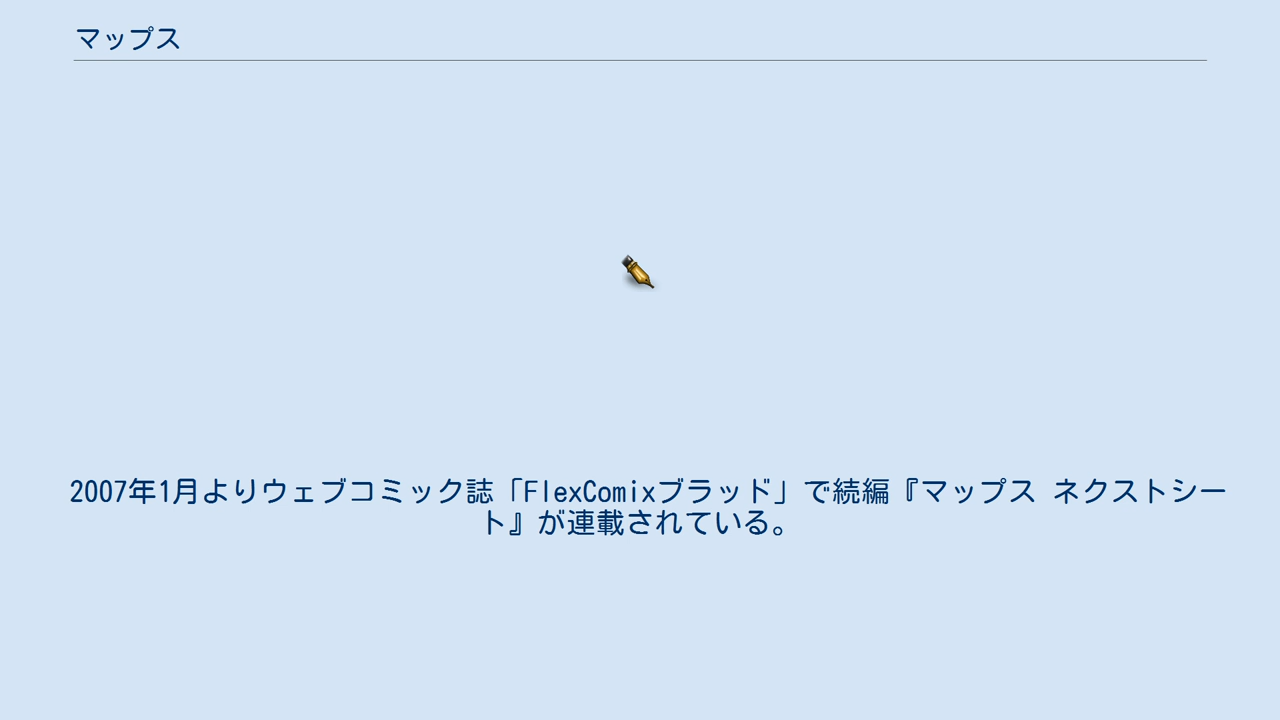 マップス
2007年1月よりウェブコミック誌「FlexComixブラッド」で続編『マップス ネクストシー
ト』が連載されている。